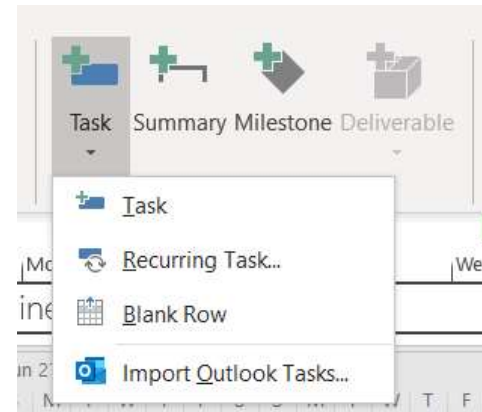 Task Summary Milestone Deliverable
Task
Recurring Task...
Blank Row
Import Outlook Tasks...
T F